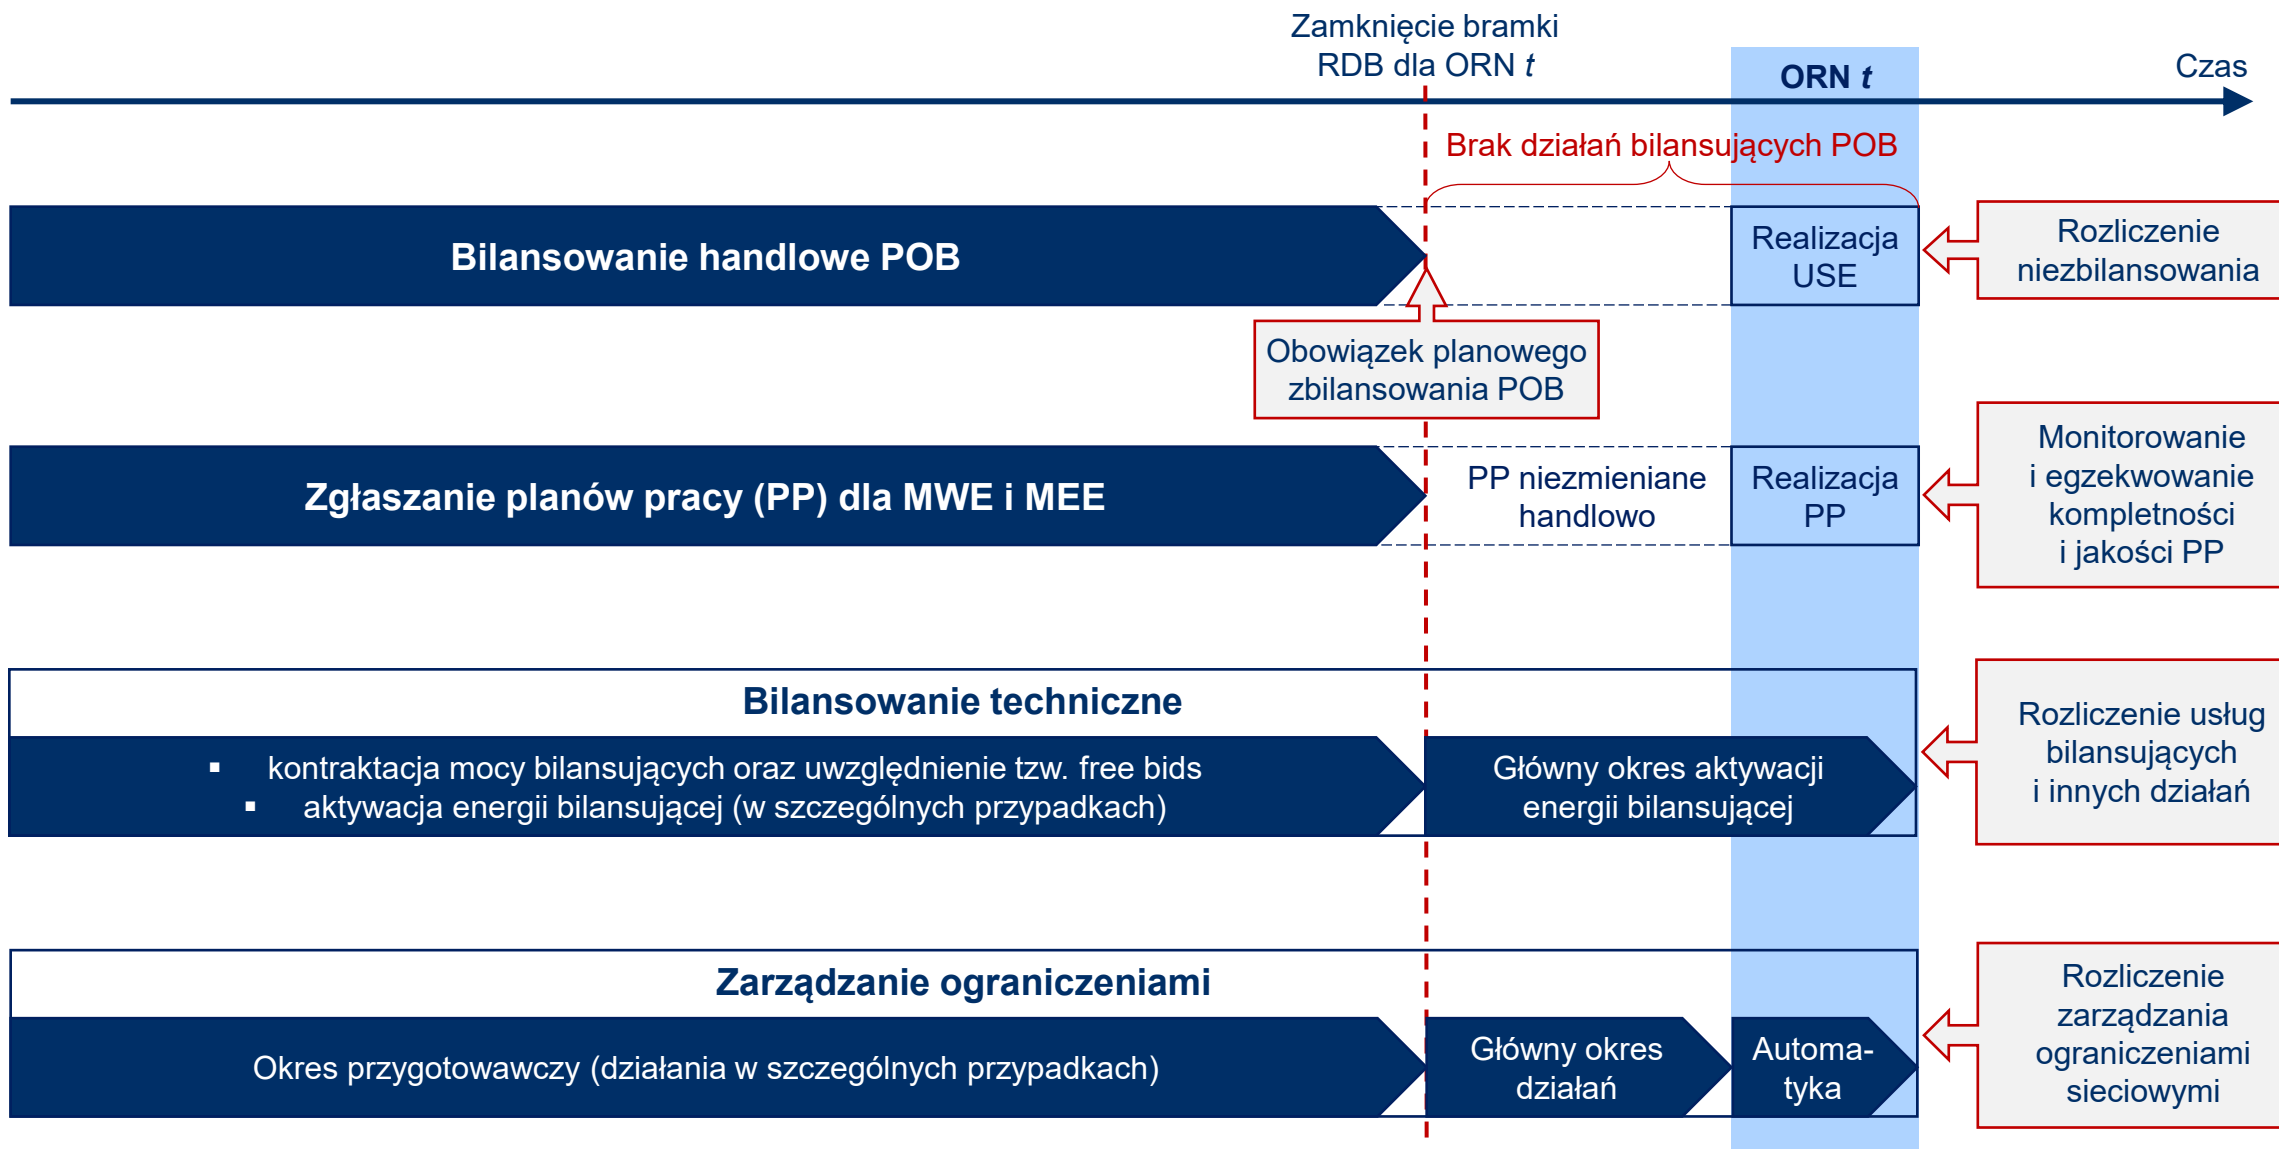 Zamknięcie bramki
RDB dla ORN t
ORN t
Czas
Brak działań bilansujących POB
Bilansowanie handlowe POB
Realizacja
USE
Rozliczenie
niezbilansowania
Obowiązek planowego
zbilansowania POB
Zgłaszanie planów pracy (PP) dla MWE i MEE
PP niezmieniane
handlowo
Realizacja
PP
Monitorowanie
i egzekwowanie
kompletności
i jakości PP
Bilansowanie techniczne
▪ kontraktacja mocy bilansujących oraz uwzględnienie tzw. free bids
▪ aktywacja energii bilansującej (w szczególnych przypadkach)
Główny okres aktywacji
energii bilansującej
Rozliczenie usług
bilansujących
i innych działań
Zarządzanie ograniczeniami
Okres przygotowawczy (działania w szczególnych przypadkach)
Główny okres
działań
Automa-
tyka
Rozliczenie
zarządzania
ograniczeniami
sieciowymi